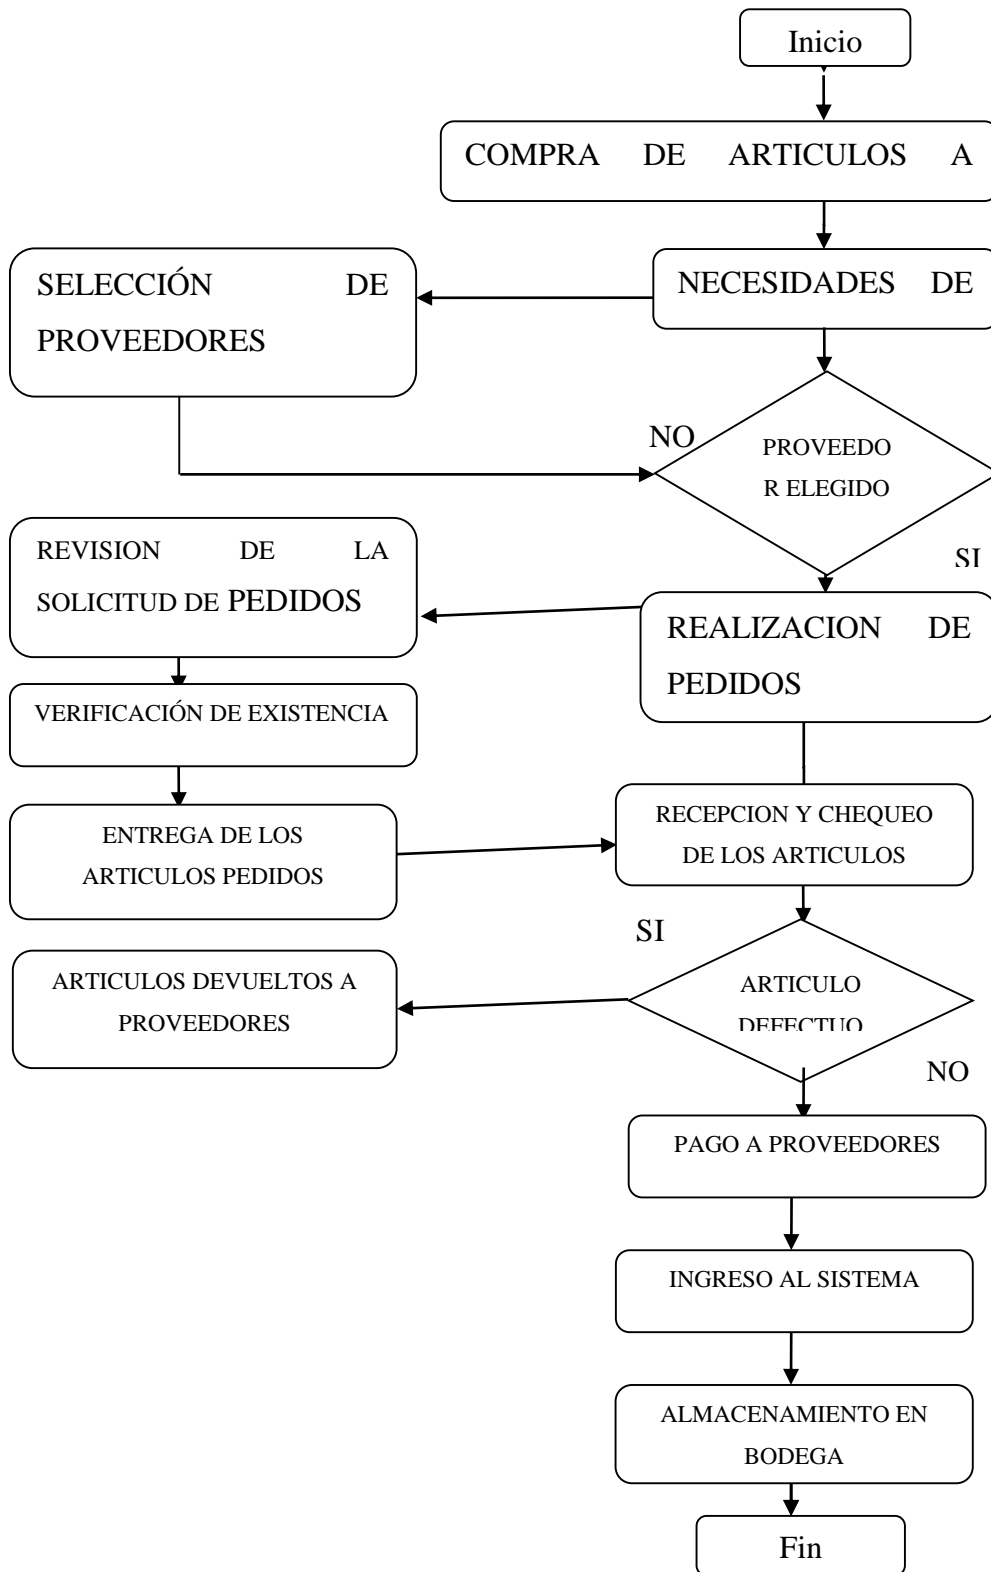 Inicio
COMPRA DE ARTICULOS A
NECESIDADES DE
SELECCIÓN DE
PROVEEDORES
NO
PROVEEDO
R ELEGIDO
SI
REVISION DE LA
SOLICITUD DE PEDIDOS
REALIZACION DE
PEDIDOS
VERIFICACIÓN DE EXISTENCIA
ENTREGA DE LOS
ARTICULOS PEDIDOS
RECEPCION Y CHEQUEO
DE LOS ARTICULOS
SI
ARTICULO
DEFECTUO
NO
ARTICULOS DEVUELTOS A
PROVEEDORES
PAGO A PROVEEDORES
INGRESO AL SISTEMA
ALMACENAMIENTO EN
BODEGA
Fin